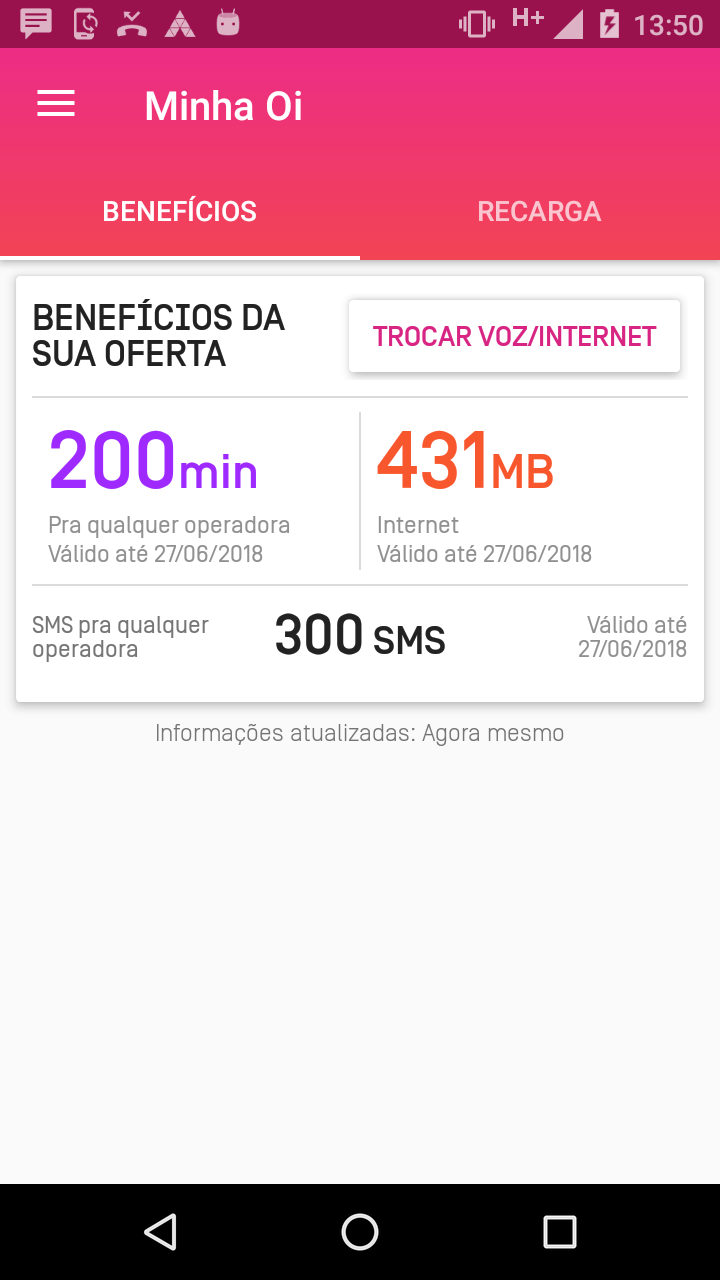 H+ 13:50
Minha Oi
BENEFÍCIOS RECARGA
BENEFÍCIOS DA
SUA OFERTA
TROCAR VOZ/INTERNET
200min
Pra qualquer operadora
Válido até 27/06/2018
431MB
Internet
Válido até 27/06/2018
SMS pra qualquer
operadora
300 SMS
Válido até
27/06/2018
Informações atualizadas: Agora mesmo